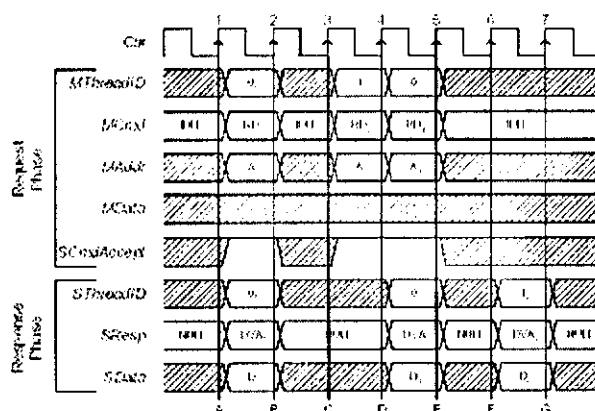 1 2 3 4 5 6 7
Clk
Request Phase
MThreadID 0 1 0
MCmd IDLE RD IDLE RD RD IDLE
MAddr A A A
MData
SCmdAccept
Response Phase
SThreadID 0 0 1
SResp NULL DVA NULL DVA NULL DVA NULL
SData D D D
A B C D E F G